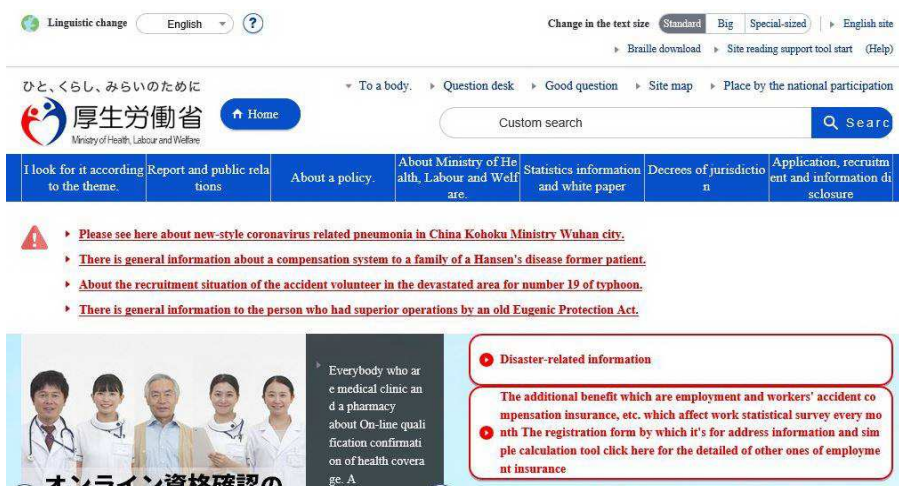 Linguistic change English ?
Change in the text size Standard Big Special-sized English site
Braille download Site reading support tool start (Help)
ひと、くらし、みらいのために
厚生労働省
Ministry of Health, Labour and Welfare
Home
To a body. Question desk Good question Site map Place by the national participation
Custom search Searc
I look for it according
to the theme.
Report and public rela
tions
About a policy.
About Ministry of He
alth, Labour and Welf
are.
Statistics information
and white paper
Decrees of jurisdictio
n
Application, recruitm
ent and information di
sclosure
Please see here about new-style coronavirus related pneumonia in China Kohoku Ministry Wuhan city.
There is general information about a compensation system to a family of a Hansen's disease former patient.
About the recruitment situation of the accident volunteer in the devastated area for number 19 of typhoon.
There is general information to the person who had superior operations by an old Eugenic Protection Act.
オンライン資格確認の
Everybody who ar
e medical clinic an
d a pharmacy
about On-line quali
fication confirmati
on of health covera
ge. A
Disaster-related information
The additional benefit which are employment and workers' accident co
mpensation insurance, etc. which affect work statistical survey every mo
nth The registration form by which it's for address information and sim
ple calculation tool click here for the detailed of other ones of employme
nt insurance